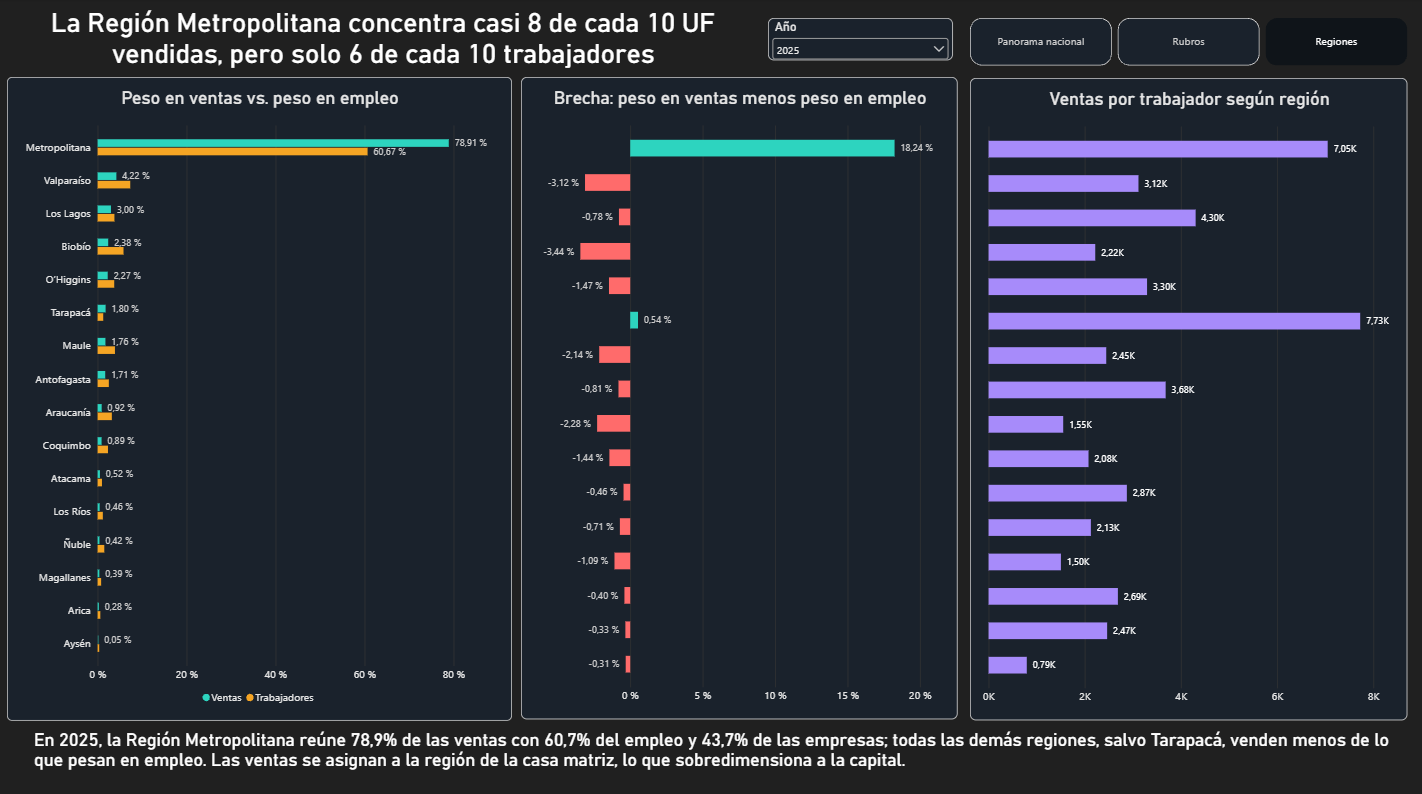 La Región Metropolitana concentra casi 8 de cada 10 UF
vendidas, pero solo 6 de cada 10 trabajadores
Año
2025
Panorama nacional
Rubros
Regiones
Peso en ventas vs. peso en empleo
Metropolitana
78,91 %
60,67 %
Valparaíso
4,22 %
Los Lagos
3,00 %
Biobío
2,38 %
O'Higgins
2,27 %
Tarapacá
1,80 %
Maule
1,76 %
Antofagasta
1,71 %
Araucanía
0,92 %
Coquimbo
0,89 %
Atacama
0,52 %
Los Ríos
0,46 %
Ñuble
0,42 %
Magallanes
0,39 %
Arica
0,28 %
Aysén
0,05 %
0 %
20 %
40 %
60 %
80 %
Ventas
Trabajadores
Brecha: peso en ventas menos peso en empleo
18,24 %
-3,12 %
-0,78 %
-3,44 %
-1,47 %
0,54 %
-2,14 %
-0,81 %
-2,28 %
-1,44 %
-0,46 %
-0,71 %
-1,09 %
-0,40 %
-0,33 %
-0,31 %
0 %
5 %
10 %
15 %
20 %
Ventas por trabajador según región
7,05K
3,12K
4,30K
2,22K
3,30K
7,73K
2,45K
3,68K
1,55K
2,08K
2,87K
2,13K
1,50K
2,69K
2,47K
0,79K
0K
2K
4K
6K
8K
En 2025, la Región Metropolitana reúne 78,9% de las ventas con 60,7% del empleo y 43,7% de las empresas; todas las demás regiones, salvo Tarapacá, venden menos de lo
que pesan en empleo. Las ventas se asignan a la región de la casa matriz, lo que sobredimensiona a la capital.